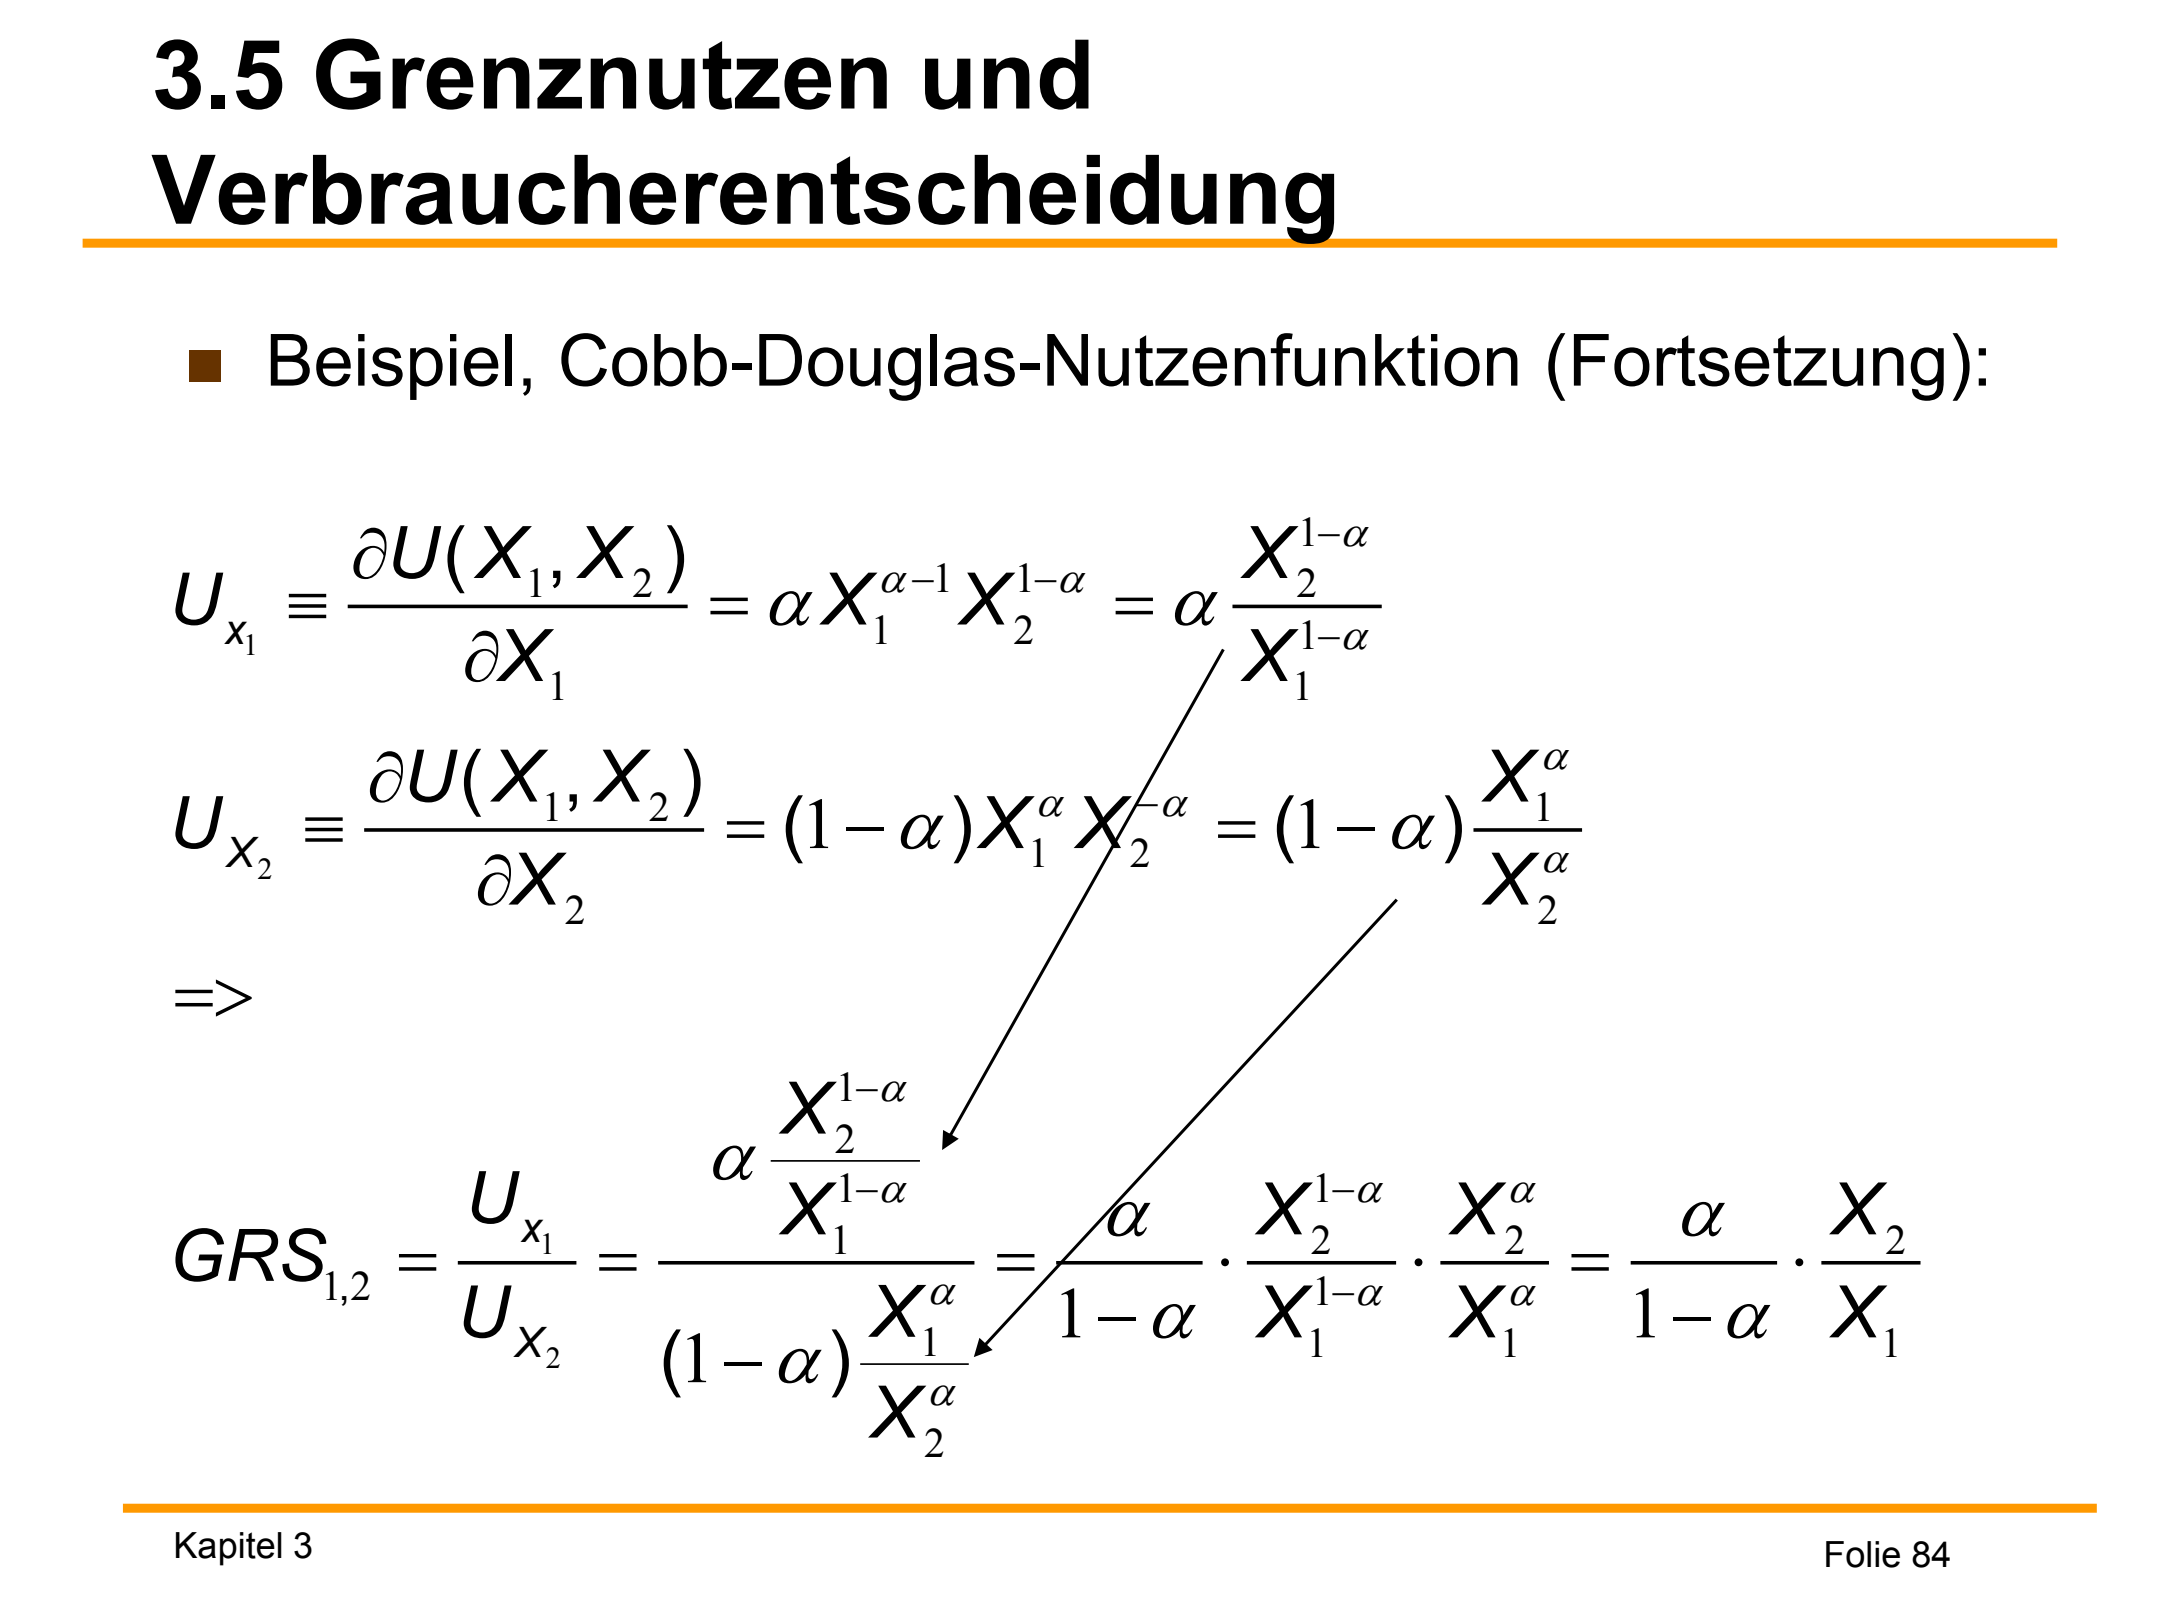 3.5 Grenznutzen und
Verbraucherentscheidung
■ Beispiel, Cobb-Douglas-Nutzenfunktion (Fortsetzung):
$U_{x_1} \equiv \frac{\partial U(X_1, X_2)}{\partial X_1} = \alpha X_1^{\alpha-1} X_2^{1-\alpha} = \alpha \frac{X_2^{1-\alpha}}{X_1^{1-\alpha}}$
$U_{X_2} \equiv \frac{\partial U(X_1, X_2)}{\partial X_2} = (1-\alpha) X_1^{\alpha} X_2^{-\alpha} = (1-\alpha) \frac{X_1^{\alpha}}{X_2^{\alpha}}$
=>
$GRS_{1,2} = \frac{U_{x_1}}{U_{X_2}} = \frac{\alpha \frac{X_2^{1-\alpha}}{X_1^{1-\alpha}}}{(1-\alpha) \frac{X_1^{\alpha}}{X_2^{\alpha}}} = \frac{\alpha}{1-\alpha} \cdot \frac{X_2^{1-\alpha}}{X_1^{1-\alpha}} \cdot \frac{X_2^{\alpha}}{X_1^{\alpha}} = \frac{\alpha}{1-\alpha} \cdot \frac{X_2}{X_1}$
Kapitel 3
Folie 84